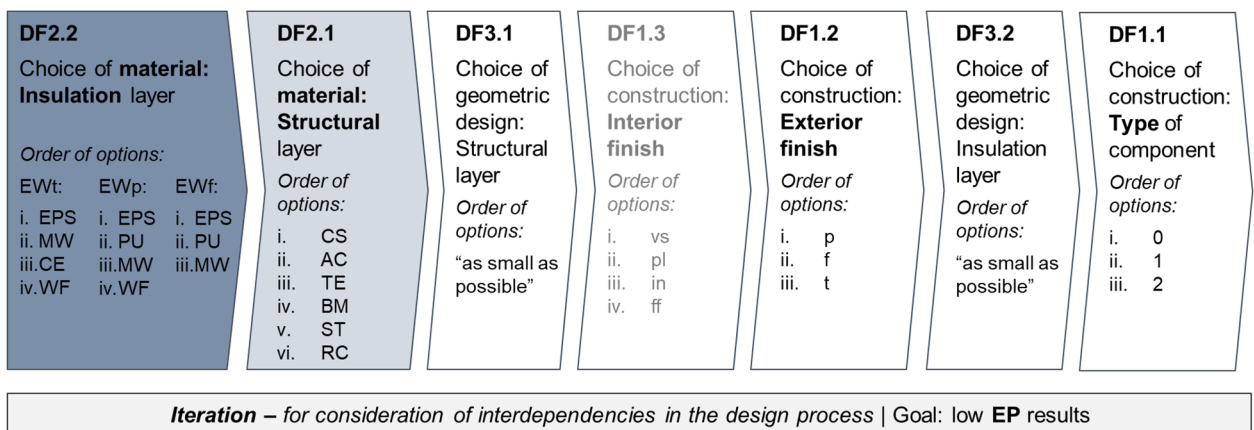 DF2.2
Choice of material:
Insulation layer
Order of options:
EWt: EWp: EWf:
i. EPS i. EPS i. EPS
ii. MW ii. PU ii. PU
iii.CE iii.MW iii.MW
iv.WF iv.WF
DF2.1
Choice of
material:
Structural
layer
Order of
options:
i. CS
ii. AC
iii. TE
iv. BM
v. ST
vi. RC
DF3.1
Choice of
geometric
design:
Structural
layer
Order of
options:
“as small as
possible”
DF1.3
Choice of
construction:
Interior
finish
Order of
options:
i. vs
ii. pl
iii. in
iv. ff
DF1.2
Choice of
construction:
Exterior
finish
Order of
options:
i. p
ii. f
iii. t
DF3.2
Choice of
geometric
design:
Insulation
layer
Order of
options:
“as small as
possible”
DF1.1
Choice of
construction:
Type of
component
Order of
options:
i. 0
ii. 1
iii. 2
Iteration – for consideration of interdependencies in the design process | Goal: low EP results